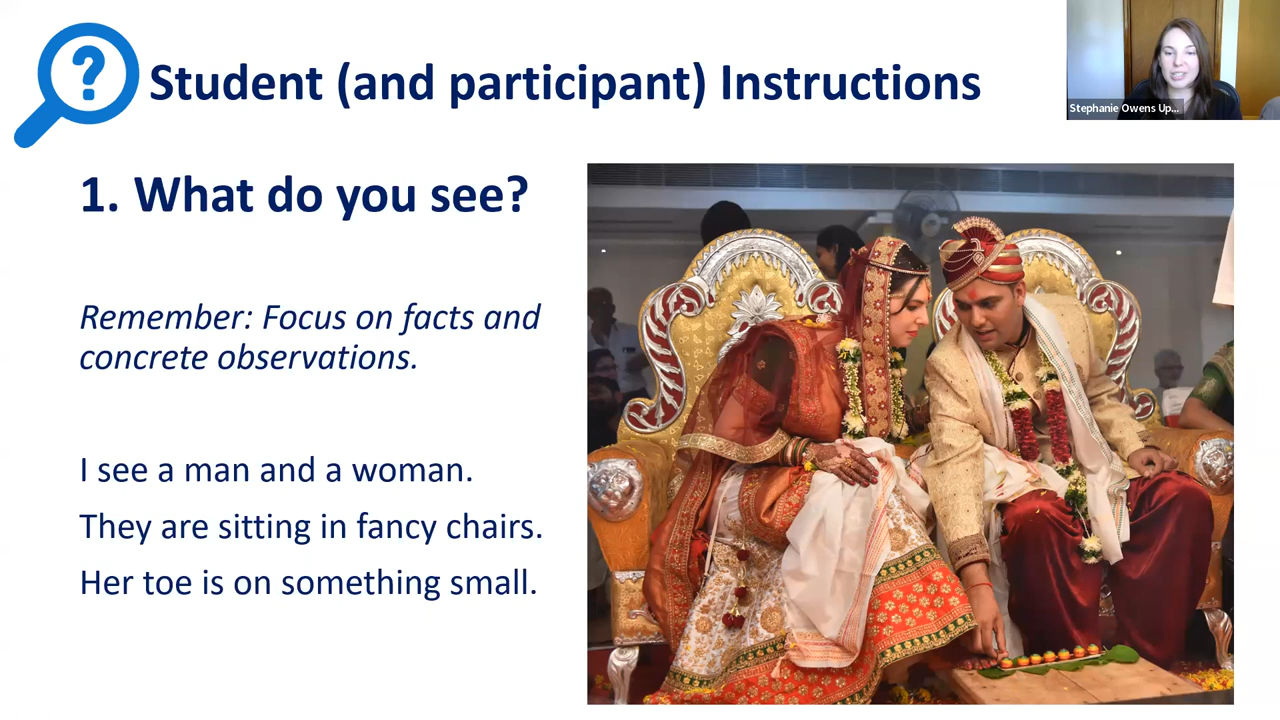 ?
Student (and participant) Instructions
Stephanie Owens Up...
1. What do you see?
Remember: Focus on facts and
concrete observations.
I see a man and a woman.
They are sitting in fancy chairs.
Her toe is on something small.